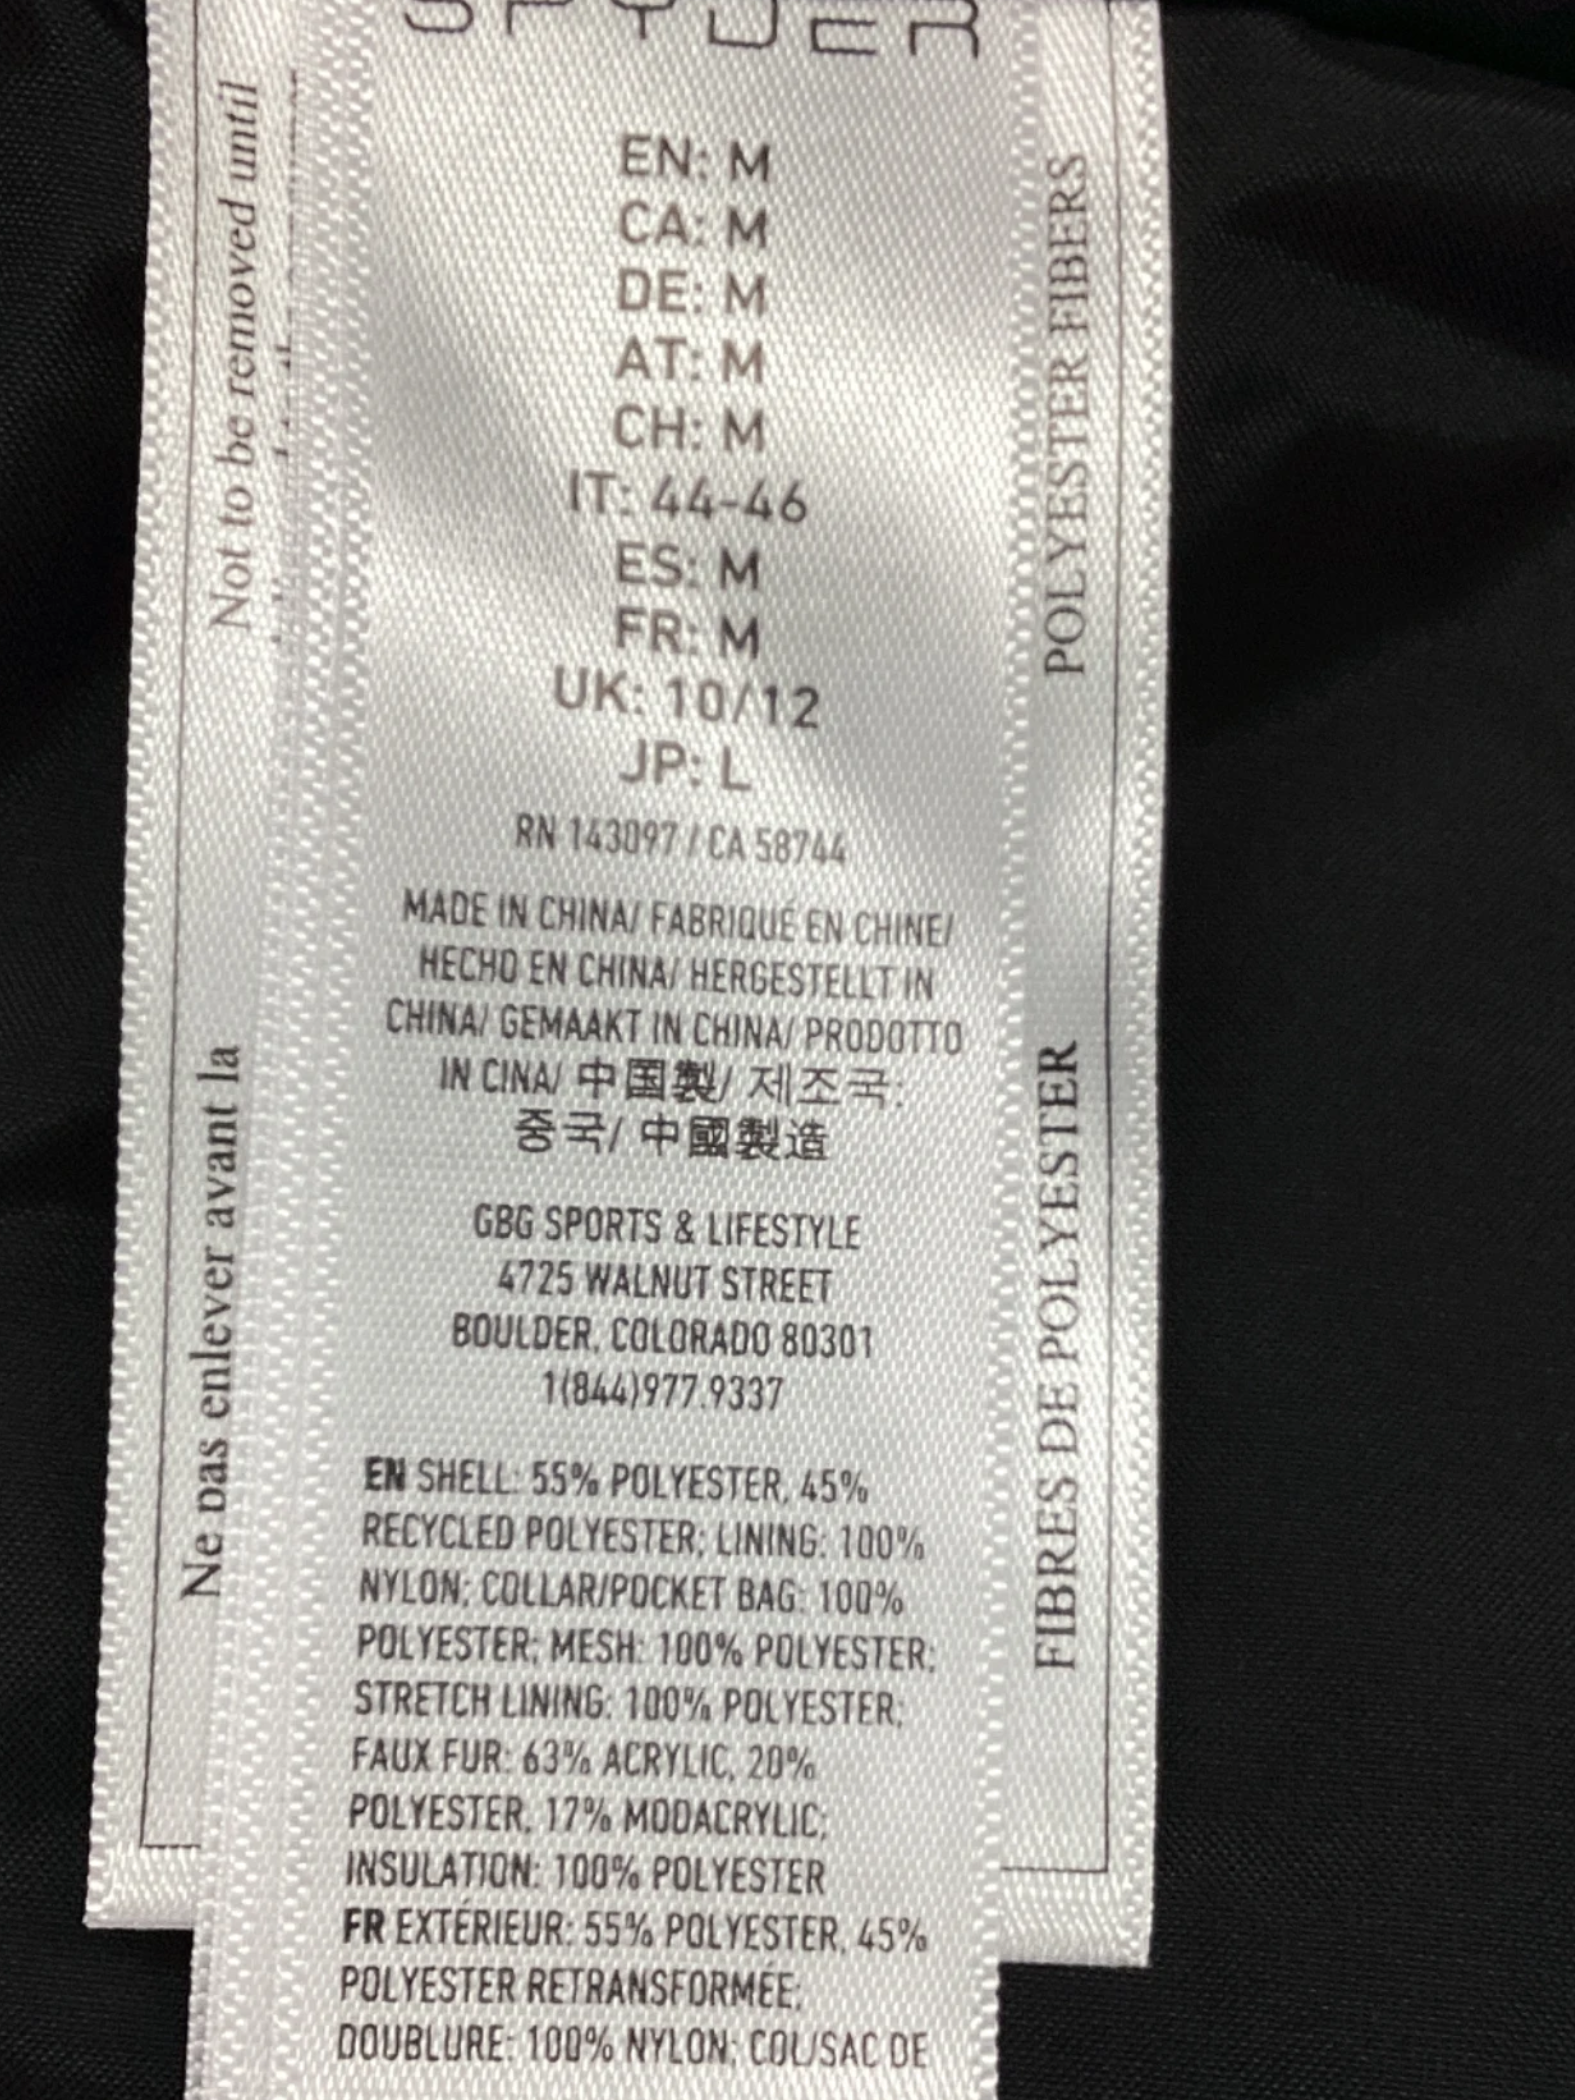 SPYDER
EN: M
CA: M
DE: M
AT: M
CH: M
IT: 44-46
ES: M
FR: M
UK: 10/12
JP: L
RN 143097 / CA 58744
MADE IN CHINA/ FABRIQUÉ EN CHINE/
HECHO EN CHINA/ HERGESTELLT IN
CHINA/ GEMAAKT IN CHINA/ PRODOTTO
IN CINA/ 中国製/ 제조국:
중국/ 中國製造
GBG SPORTS & LIFESTYLE
4725 WALNUT STREET
BOULDER, COLORADO 80301
1(844)977.9337
EN SHELL: 55% POLYESTER, 45%
RECYCLED POLYESTER; LINING: 100%
NYLON; COLLAR/POCKET BAG: 100%
POLYESTER; MESH: 100% POLYESTER;
STRETCH LINING: 100% POLYESTER;
FAUX FUR: 63% ACRYLIC, 20%
POLYESTER, 17% MODACRYLIC;
INSULATION: 100% POLYESTER
FR EXTÉRIEUR: 55% POLYESTER, 45%
POLYESTER RETRANSFORMÉE;
DOUBLURE: 100% NYLON; COL/SAC DE
Not to be removed until
Ne pas enlever avant la
POLYESTER FIBERS
FIBRES DE POLYESTER